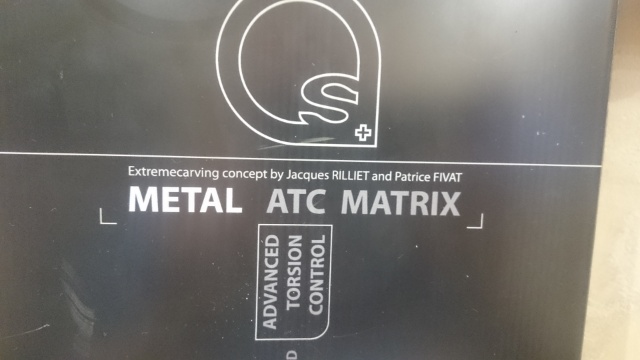 S
Extremecarving concept by Jacques RILLIET and Patrice FIVAT
METAL ATC MATRIX
ADVANCED
TORSION
CONTROL